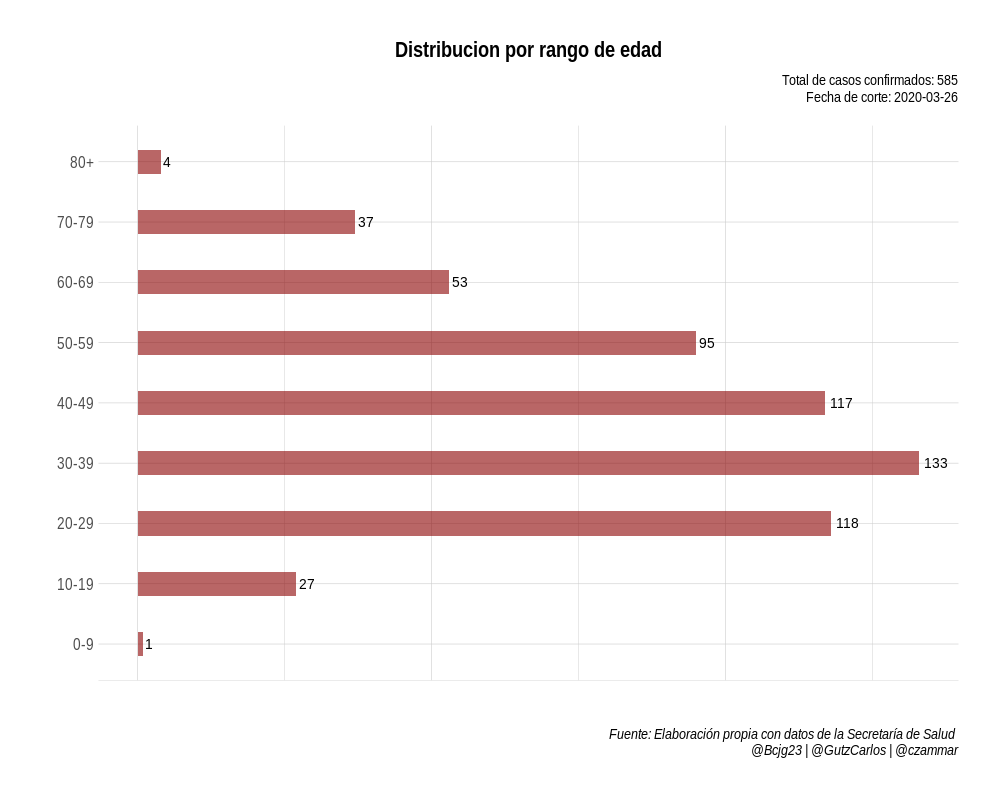 Distribucion por rango de edad
Total de casos confirmados: 585
Fecha de corte: 2020-03-26
80+ 4
70-79 37
60-69 53
50-59 95
40-49 117
30-39 133
20-29 118
10-19 27
0-9 1
Fuente: Elaboración propia con datos de la Secretaría de Salud
@Bcjg23 | @GutzCarlos | @czammar